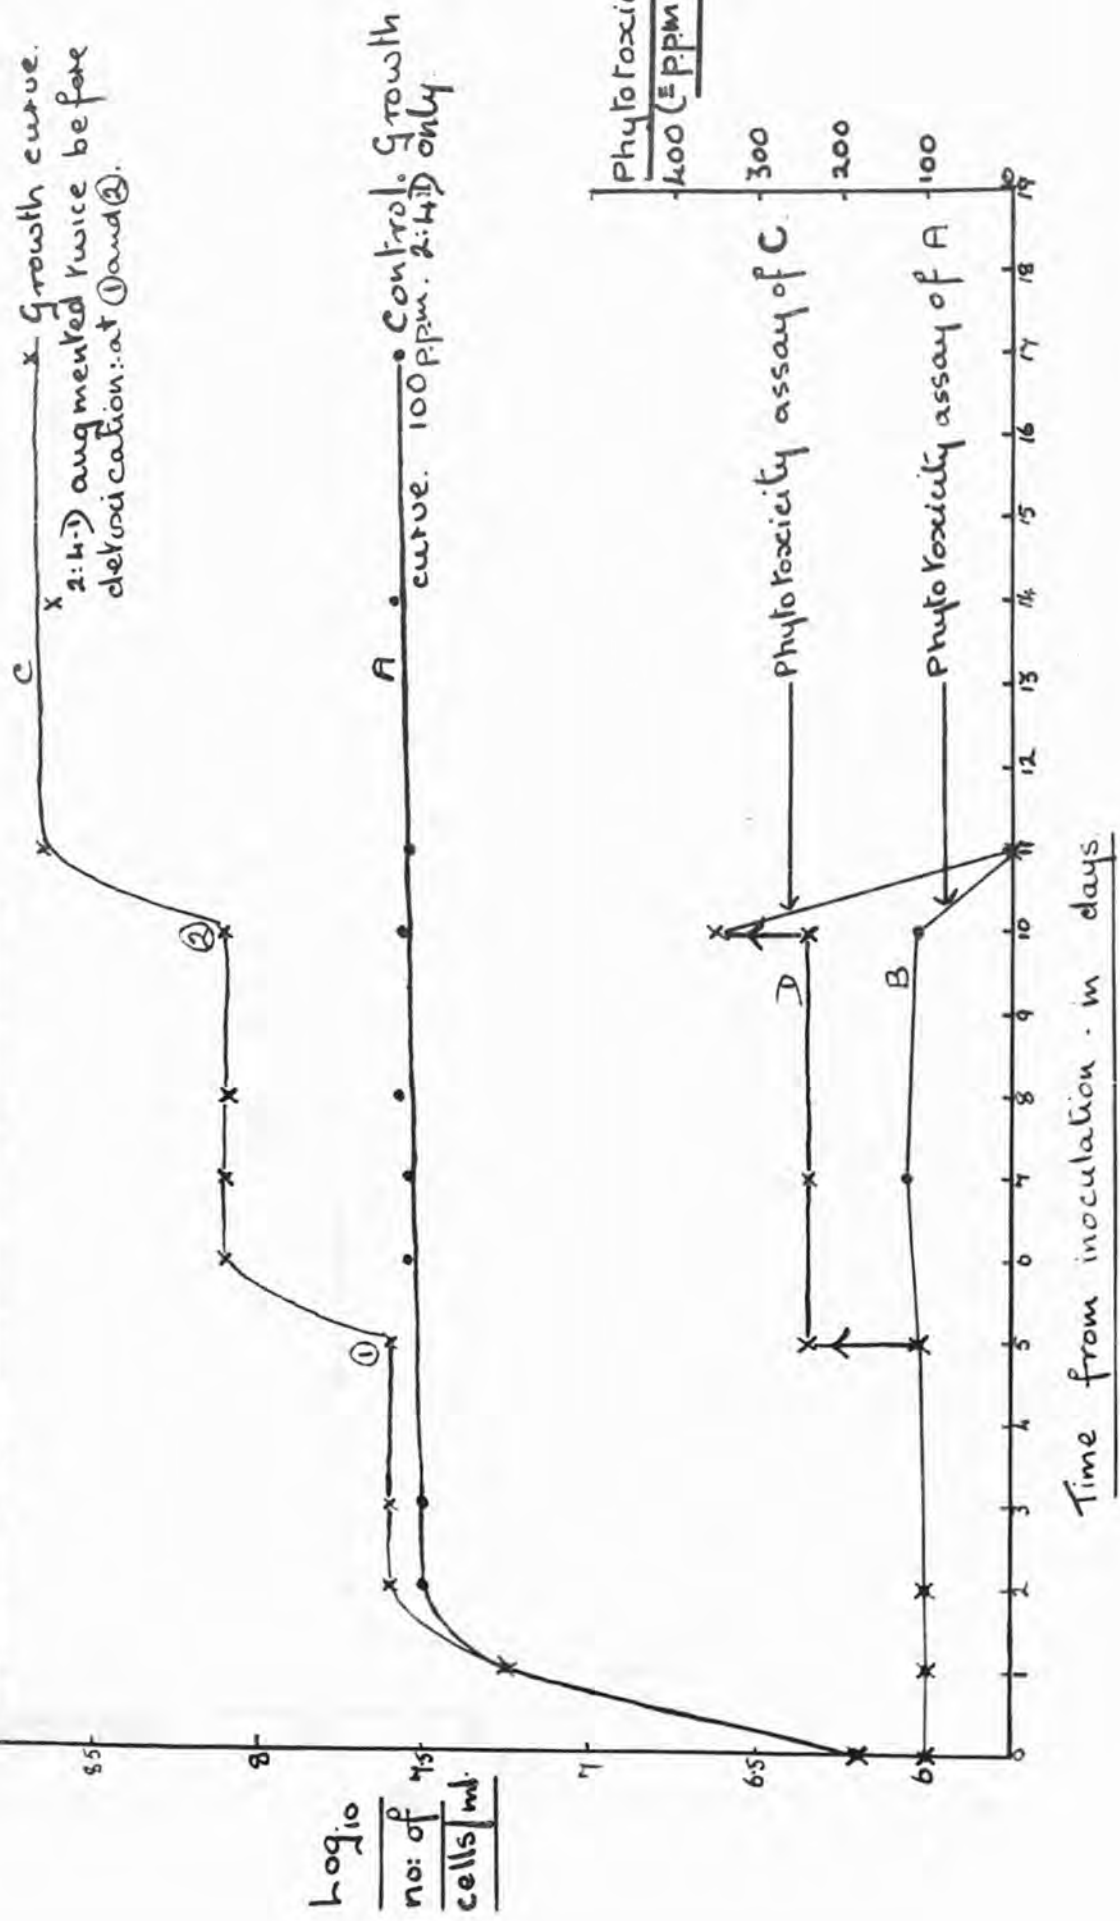 C
x Growth curve.
2:4-D augmented twice before
detoxication: at ① and ②.
8.5
8
7.5
7
6.5
6
Log10
no: of
cells/ml.
①
②
A
Control. Growth
curve. 100 p.p.m. 2:4-D only.
400 (≡ p.p.m
300
200
100
0
D
Phytotoxicity assay of C.
B
Phytotoxicity assay of A
0 1 2 3 4 5 6 7 8 9 10 11 12 13 14 15 16 17 18 19
Time from inoculation. in days.